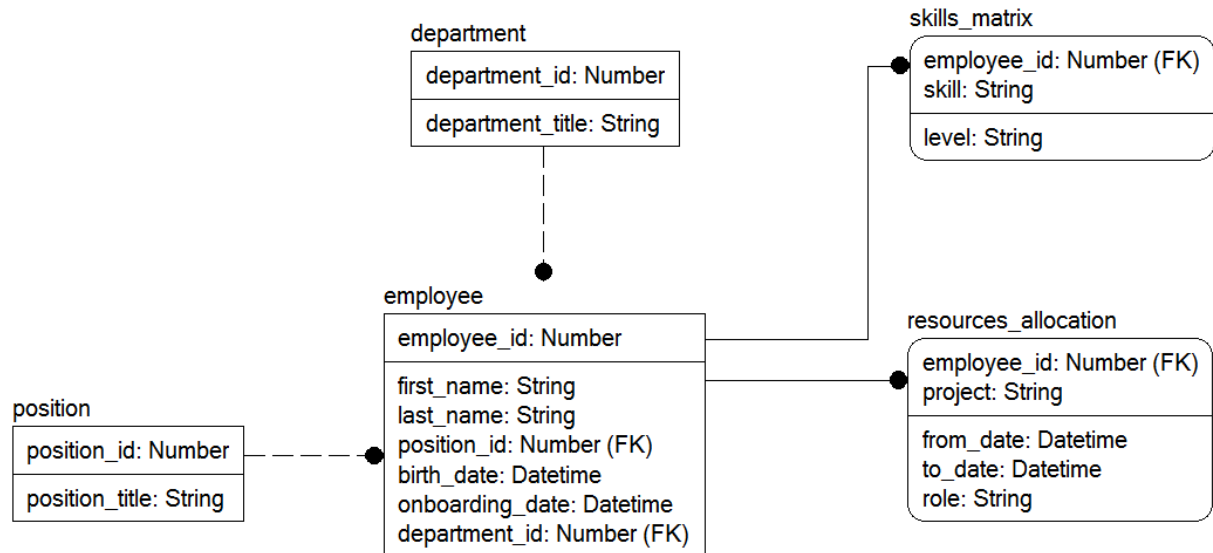 department
department_id: Number
department_title: String
skills_matrix
employee_id: Number (FK)
skill: String
level: String
employee
employee_id: Number
first_name: String
last_name: String
position_id: Number (FK)
birth_date: Datetime
onboarding_date: Datetime
department_id: Number (FK)
position
position_id: Number
position_title: String
resources_allocation
employee_id: Number (FK)
project: String
from_date: Datetime
to_date: Datetime
role: String